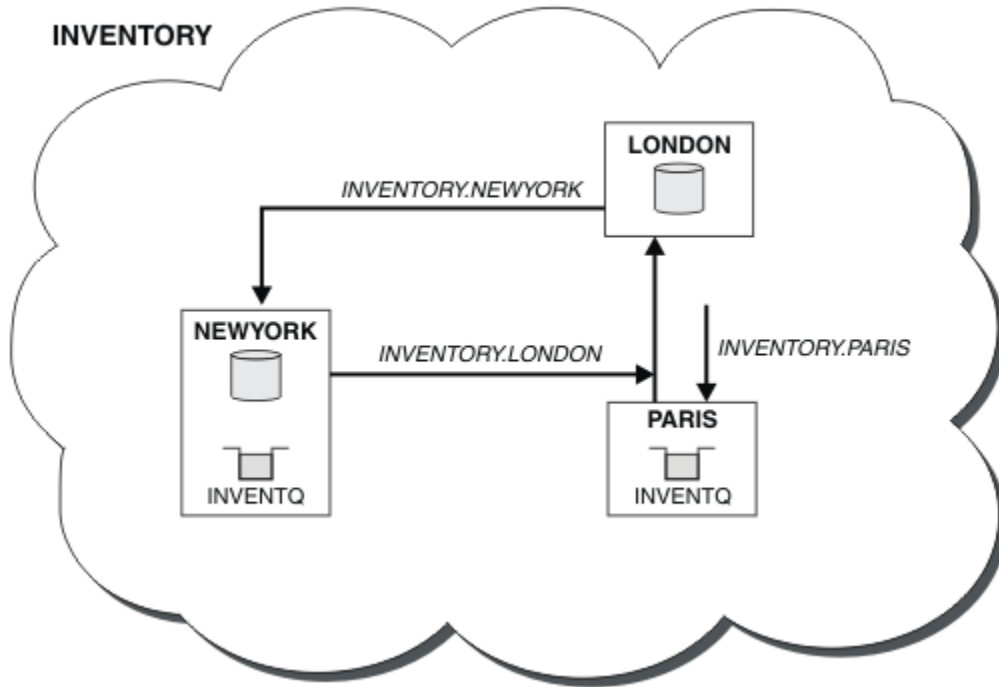 INVENTORY
LONDON
INVENTORY.NEWYORK
NEWYORK
INVENTORY.LONDON
INVENTORY.PARIS
PARIS
INVENTQ
INVENTQ